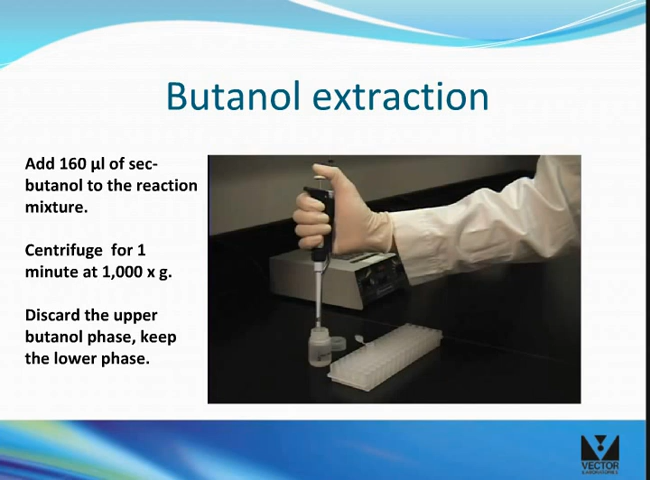 Butanol extraction
Add 160 µl of sec-
butanol to the reaction
mixture.
Centrifuge  for 1
minute at 1,000 x g.
Discard the upper
butanol phase, keep
the lower phase.
VECTOR
LABORATORIES